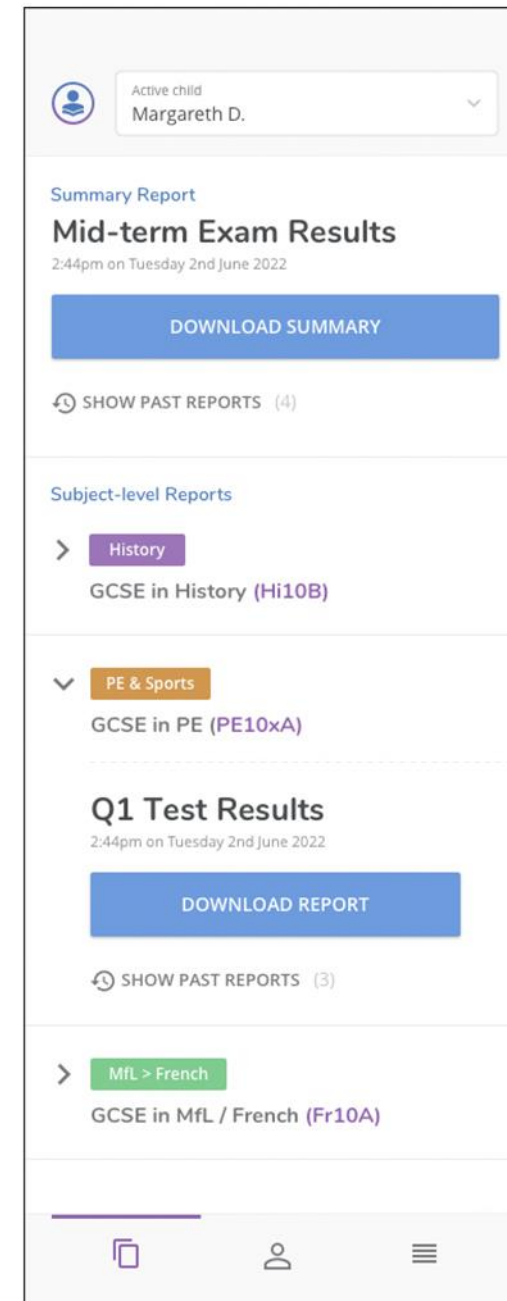 Active child
Margareth D.
Summary Report
Mid-term Exam Results
2:44pm on Tuesday 2nd June 2022
DOWNLOAD SUMMARY
SHOW PAST REPORTS (4)
Subject-level Reports
History
GCSE in History (Hi10B)
PE & Sports
GCSE in PE (PE10xA)
Q1 Test Results
2:44pm on Tuesday 2nd June 2022
DOWNLOAD REPORT
SHOW PAST REPORTS (3)
MfL > French
GCSE in MfL / French (Fr10A)